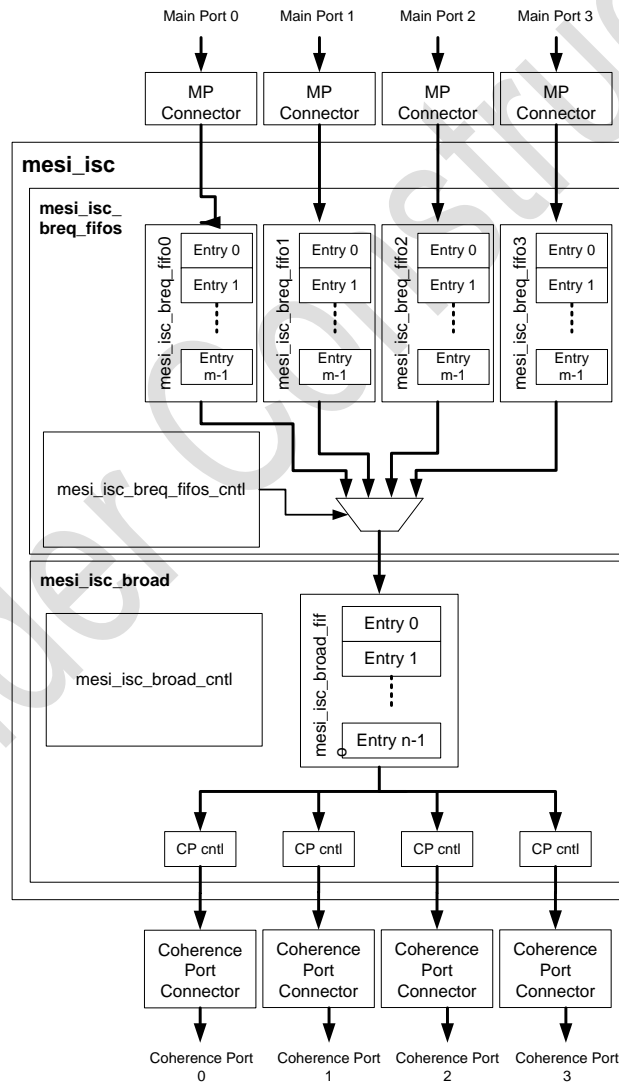 Main Port 0
Main Port 1
Main Port 2
Main Port 3
MP
Connector
MP
Connector
MP
Connector
MP
Connector
mesi_isc
mesi_isc_
breq_fifos
mesi_isc_breq_fifo0
Entry 0
Entry 1
Entry
m-1
mesi_isc_breq_fifo1
Entry 0
Entry 1
Entry
m-1
mesi_isc_breq_fifo2
Entry 0
Entry 1
Entry
m-1
mesi_isc_breq_fifo3
Entry 0
Entry 1
Entry
m-1
mesi_isc_breq_fifos_cntl
mesi_isc_broad
mesi_isc_broad_cntl
mesi_isc_broad_fif
o
Entry 0
Entry 1
Entry n-1
CP cntl
CP cntl
CP cntl
CP cntl
Coherence
Port
Connector
Coherence
Port
Connector
Coherence
Port
Connector
Coherence
Port
Connector
Coherence Port
0
Coherence Port
1
Coherence Port
2
Coherence Port
3